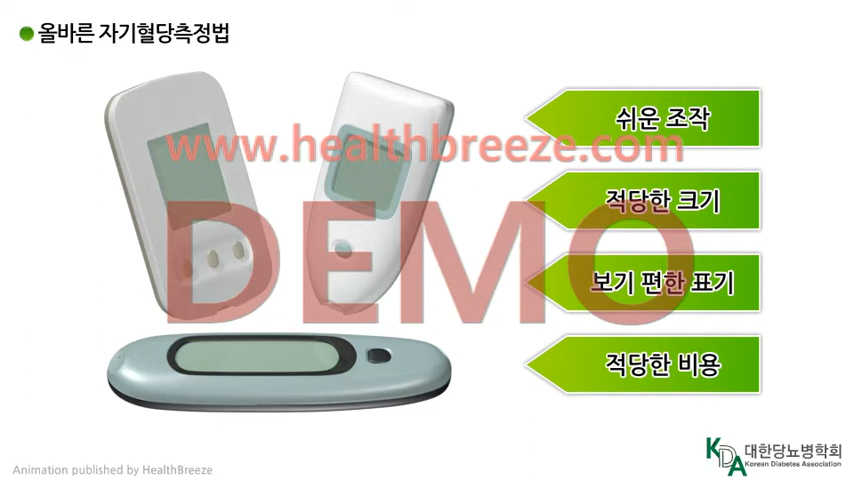 올바른 자기혈당측정법
쉬운 조작
www.healthbreeze.com
적당한 크기
DEMO
보기 편한 표기
적당한 비용
KDA 대한당뇨병학회
Korean Diabetes Association
Animation published by HealthBreeze